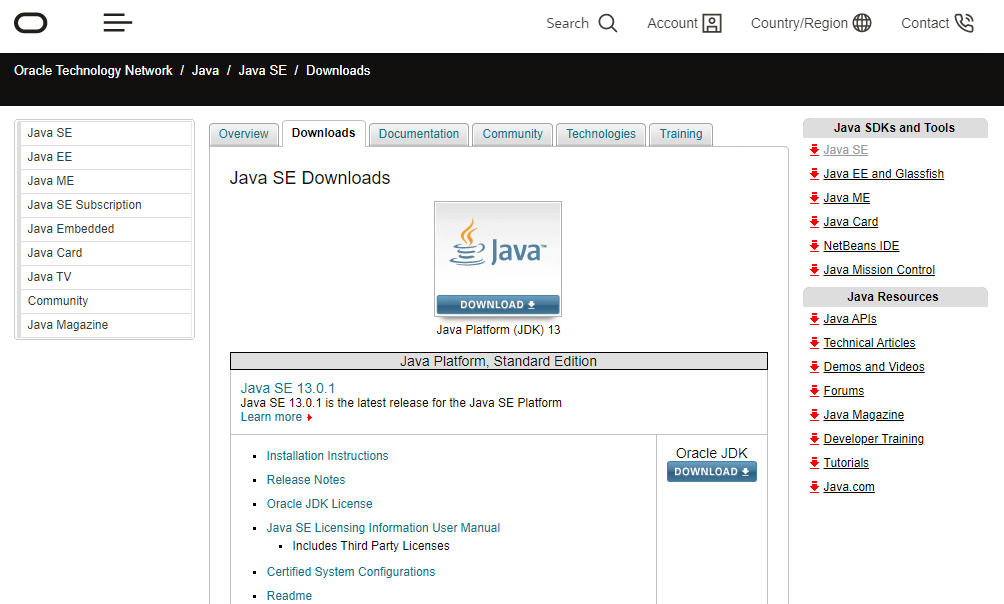 Search
Account
Country/Region
Contact
Oracle Technology Network / Java / Java SE / Downloads
Java SE
Java EE
Java ME
Java SE Subscription
Java Embedded
Java Card
Java TV
Community
Java Magazine
Overview
Downloads
Documentation
Community
Technologies
Training
Java SE Downloads
Java™
DOWNLOAD
Java Platform (JDK) 13
Java Platform, Standard Edition
Java SE 13.0.1
Java SE 13.0.1 is the latest release for the Java SE Platform
Learn more
Installation Instructions
Release Notes
Oracle JDK License
Java SE Licensing Information User Manual
Includes Third Party Licenses
Certified System Configurations
Readme
Oracle JDK
DOWNLOAD
Java SDKs and Tools
Java SE
Java EE and Glassfish
Java ME
Java Card
NetBeans IDE
Java Mission Control
Java Resources
Java APIs
Technical Articles
Demos and Videos
Forums
Java Magazine
Developer Training
Tutorials
Java.com